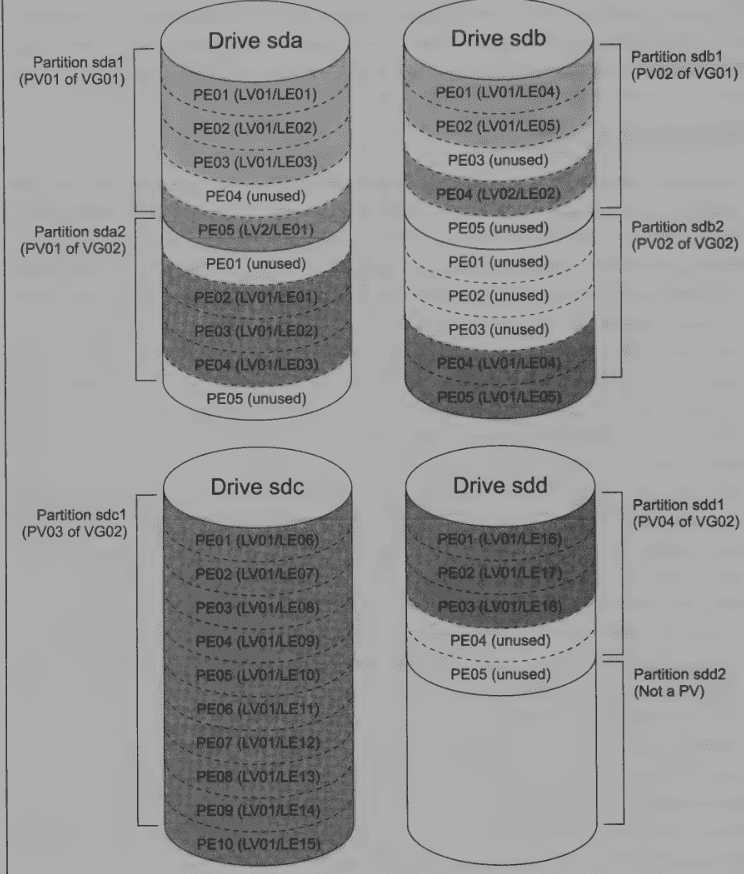 Drive sda
Partition sda1
(PV01 of VG01)
PE01 (LV01/LE01)
PE02 (LV01/LE02)
PE03 (LV01/LE03)
PE04 (unused)
PE05 (LV2/LE01)
Partition sda2
(PV01 of VG02)
PE01 (unused)
PE02 (LV01/LE01)
PE03 (LV01/LE02)
PE04 (LV01/LE03)
PE05 (unused)
Drive sdb
Partition sdb1
(PV02 of VG01)
PE01 (LV01/LE04)
PE02 (LV01/LE05)
PE03 (unused)
PE04 (LV02/LE02)
PE05 (unused)
Partition sdb2
(PV02 of VG02)
PE01 (unused)
PE02 (unused)
PE03 (unused)
PE04 (LV01/LE04)
PE05 (LV01/LE05)
Drive sdc
Partition sdc1
(PV03 of VG02)
PE01 (LV01/LE06)
PE02 (LV01/LE07)
PE03 (LV01/LE08)
PE04 (LV01/LE09)
PE05 (LV01/LE10)
PE06 (LV01/LE11)
PE07 (LV01/LE12)
PE08 (LV01/LE13)
PE09 (LV01/LE14)
PE10 (LV01/LE15)
Drive sdd
Partition sdd1
(PV04 of VG02)
PE01 (LV01/LE16)
PE02 (LV01/LE17)
PE03 (LV01/LE18)
PE04 (unused)
PE05 (unused)
Partition sdd2
(Not a PV)